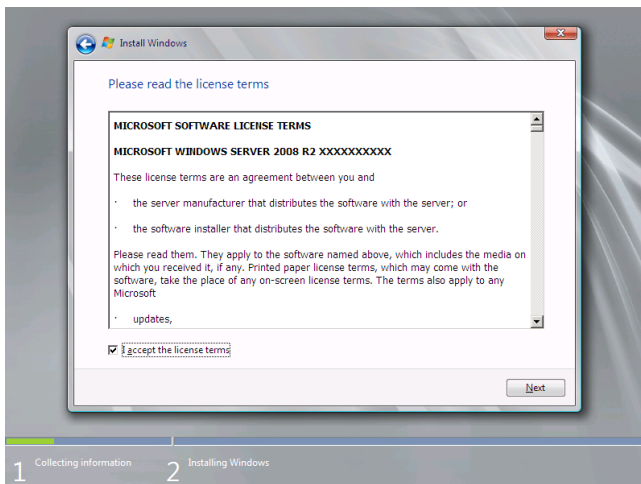 Install Windows
Please read the license terms
MICROSOFT SOFTWARE LICENSE TERMS
MICROSOFT WINDOWS SERVER 2008 R2 XXXXXXXXXX
These license terms are an agreement between you and
· the server manufacturer that distributes the software with the server; or
· the software installer that distributes the software with the server.
Please read them. They apply to the software named above, which includes the media on
which you received it, if any. Printed paper license terms, which may come with the
software, take the place of any on-screen license terms. The terms also apply to any
Microsoft
· updates,
I accept the license terms
Next
1 Collecting information 2 Installing Windows